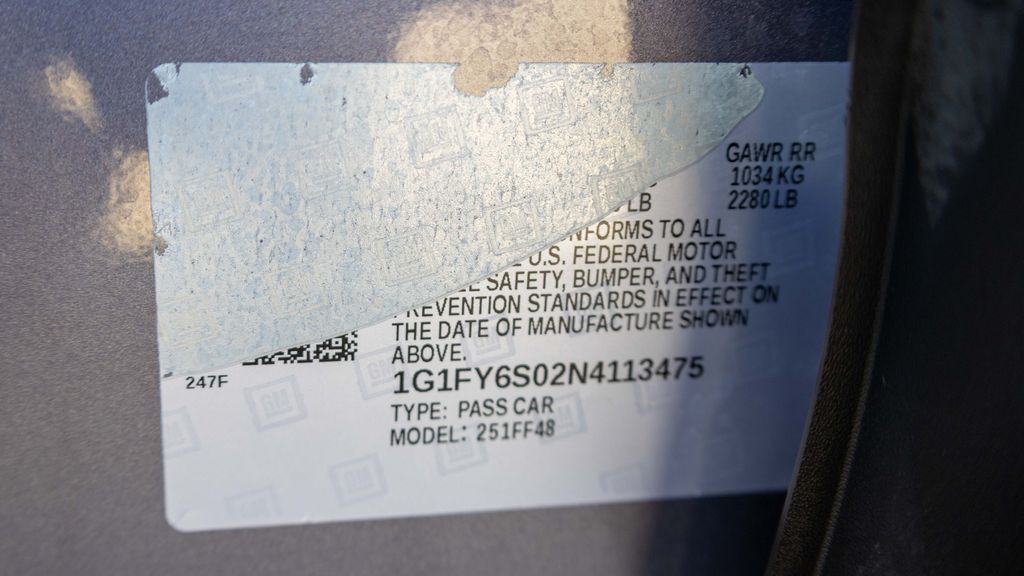 GAWR RR
1034 KG
2280 LB
LB
NFORMS TO ALL
U.S. FEDERAL MOTOR
SAFETY, BUMPER, AND THEFT
PREVENTION STANDARDS IN EFFECT ON
THE DATE OF MANUFACTURE SHOWN
ABOVE.
247F
1G1FY6S02N4113475
TYPE: PASS CAR
MODEL: 251FF48
GM